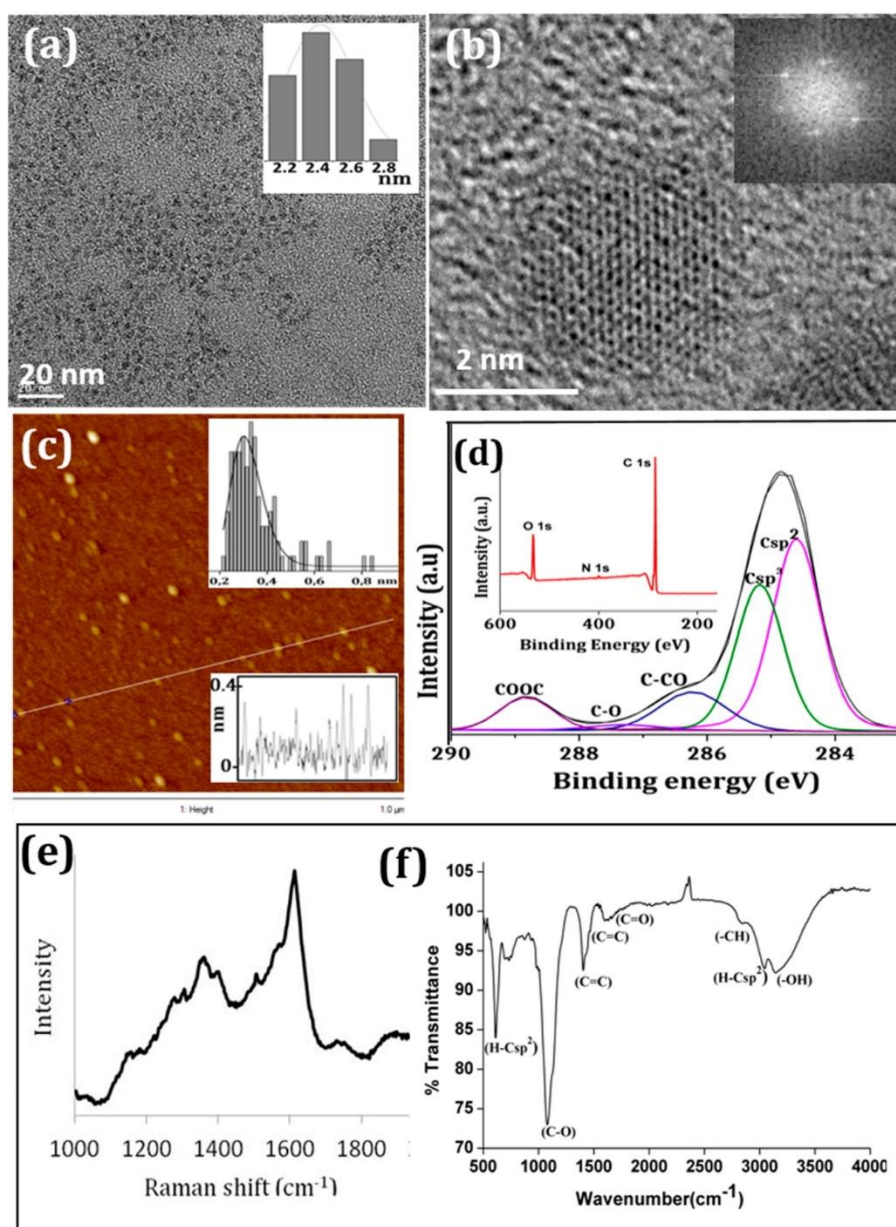 (a)
2.2 2.4 2.6 2.8
nm
20 nm
20 nm
(b)
2 nm
(c)
0,2 0,4 0,6 0,8 nm
0.4
nm
0
1: Height 1.0 µm
(d)
Intensity (a.u)
Intensity (a.u.)
C 1s
O 1s
N 1s
600 400 200
Binding Energy (eV)
Csp2
Csp3
C-CO
C-O
COOC
290 288 286 284
Binding energy (eV)
(e)
Intensity
1000 1200 1400 1600 1800
Raman shift (cm-1)
(f)
% Transmittance
105
100
95
90
85
80
75
70
(C=O)
(C=C)
(C=C)
(-CH)
(H-Csp2)
(-OH)
(H-Csp2)
(C-O)
500 1000 1500 2000 2500 3000 3500 4000
Wavenumber(cm-1)